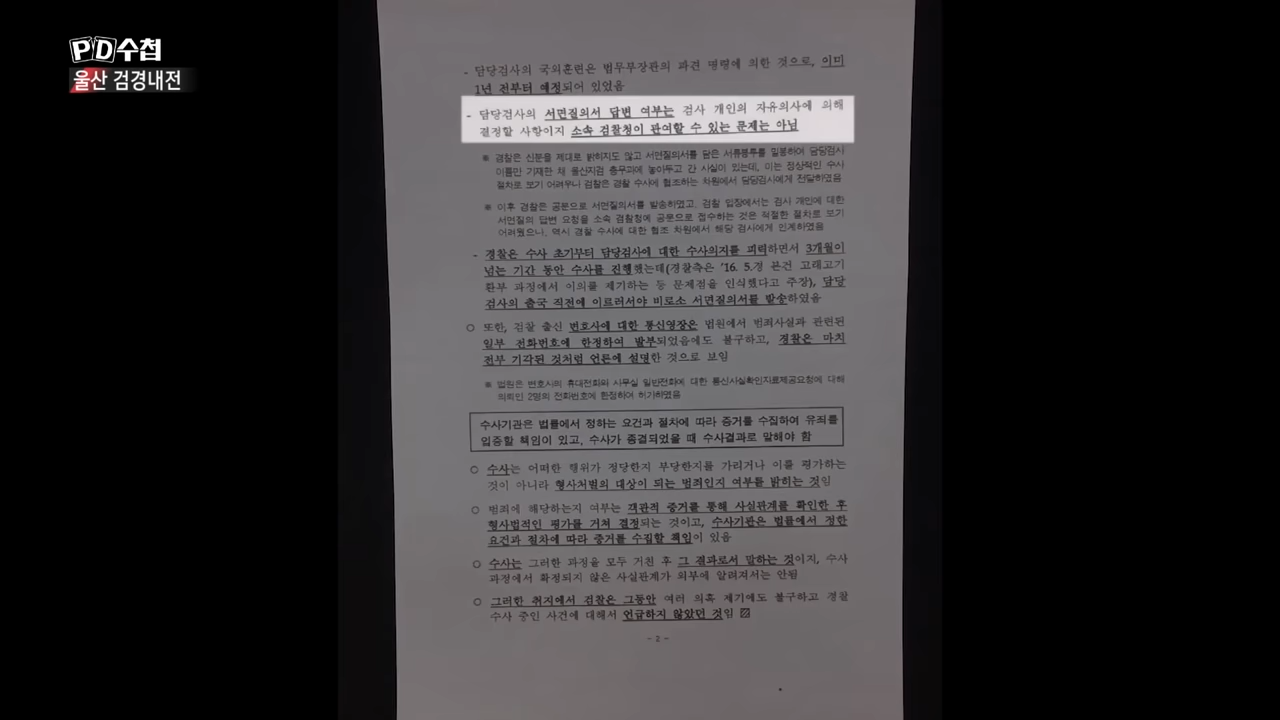 PD수첩
울산 검경내전
- 담당검사의 국외훈련은 법무부장관의 파견 명령에 의한 것으로, 이미
1년 전부터 예정되어 있었음
- 담당검사의 서면질의서 답변 여부는 검사 개인의 자유의사에 의해
결정할 사항이지 소속 검찰청이 관여할 수 있는 문제는 아님
※ 경찰은 신분을 제대로 밝히지도 않고 서면질의서를 담은 서류봉투를 밀봉하여 담당검사
이름만 기재한 채 울산지검 총무과에 놓아두고 간 사실이 있는데, 이는 정상적인 수사
절차로 보기 어려우나 검찰은 경찰 수사에 협조하는 차원에서 담당검사에게 전달하였음
※ 이후 경찰은 공문으로 서면질의서를 발송하였고, 검찰 입장에서는 검사 개인에 대한
서면질의 답변 요청을 소속 검찰청에 공문으로 접수하는 것은 적절한 절차로 보기
어려웠으나, 역시 경찰 수사에 대한 협조 차원에서 해당 검사에게 인계하였음
- 경찰은 수사 초기부터 담당검사에 대한 수사의지를 피력하면서 3개월이
넘는 기간 동안 수사를 진행했는데(경찰측은 '16. 5.경 본건 고래고기
환부 과정에서 이의를 제기하는 등 문제점을 인식했다고 주장), 담당
검사의 출국 직전에 이르러서야 비로소 서면질의서를 발송하였음
○ 또한, 검찰 출신 변호사에 대한 통신영장은 법원에서 범죄사실과 관련된
일부 전화번호에 한정하여 발부되었음에도 불구하고, 경찰은 마치
전부 기각된 것처럼 언론에 설명한 것으로 보임
※ 법원은 변호사의 휴대전화와 사무실 일반전화에 대한 통신사실확인자료제공요청에 대해
의뢰인 2명의 전화번호에 한정하여 허가하였음
수사기관은 법률에서 정하는 요건과 절차에 따라 증거를 수집하여 유죄를
입증할 책임이 있고, 수사가 종결되었을 때 수사결과로 말해야 함
○ 수사는 어떠한 행위가 정당한지 부당한지를 가리거나 이를 평가하는
것이 아니라 형사처벌의 대상이 되는 범죄인지 여부를 밝히는 것임
○ 범죄에 해당하는지 여부는 객관적 증거를 통해 사실관계를 확인한 후
형사법적인 평가를 거쳐 결정되는 것이고, 수사기관은 법률에서 정한
요건과 절차에 따라 증거를 수집할 책임이 있음
○ 수사는 그러한 과정을 모두 거친 후 그 결과로서 말하는 것이지, 수사
과정에서 확정되지 않은 사실관계가 외부에 알려져서는 안됨
○ 그러한 취지에서 검찰은 그동안 여러 의혹 제기에도 불구하고 경찰
수사 중인 사건에 대해서 언급하지 않았던 것임 ▨
- 2 -